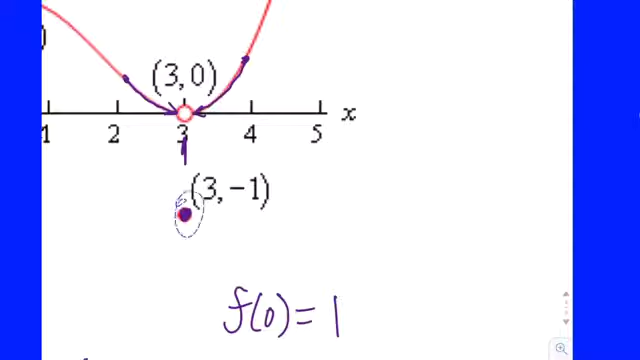 (3, 0)
1 2 3 4 5 x
(3, −1)
f(0) = 1